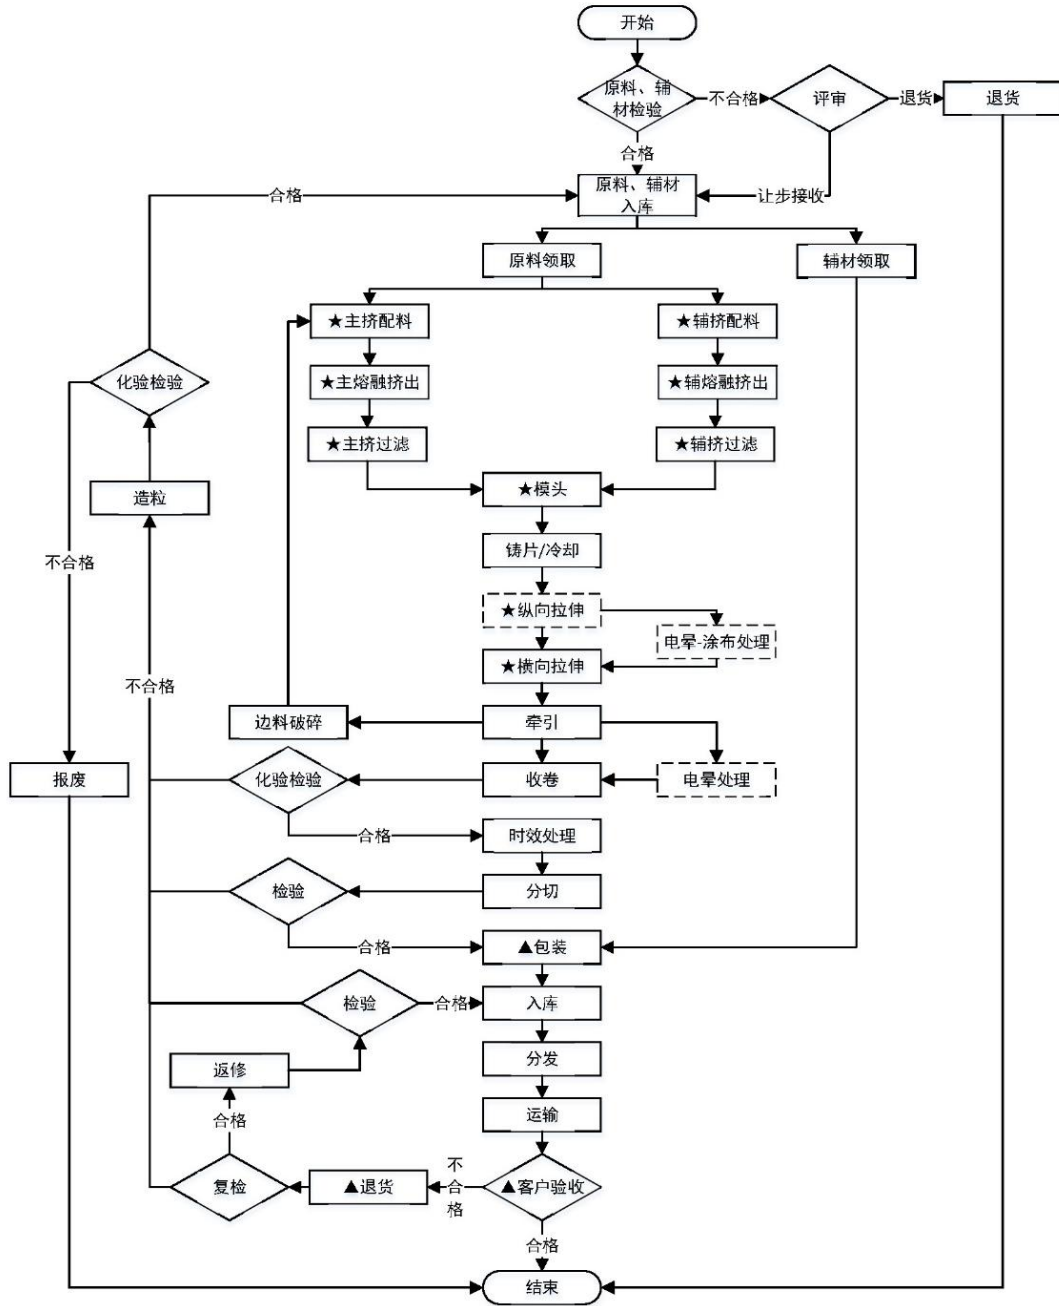 开始
原料、辅
材检验
不合格
评审
退货
退货
合格
合格
原料、辅材
入库
让步接收
原料领取
辅材领取
★主挤配料
★辅挤配料
化验检验
★主熔融挤出
★辅熔融挤出
★主挤过滤
★辅挤过滤
造粒
★模头
不合格
铸片/冷却
★纵向拉伸
电晕-涂布处理
★横向拉伸
不合格
边料破碎
牵引
报废
化验检验
收卷
电晕处理
合格
时效处理
检验
分切
合格
▲包装
检验
合格
入库
返修
分发
合格
运输
复检
▲退货
不
合
格
▲客户验收
合格
结束